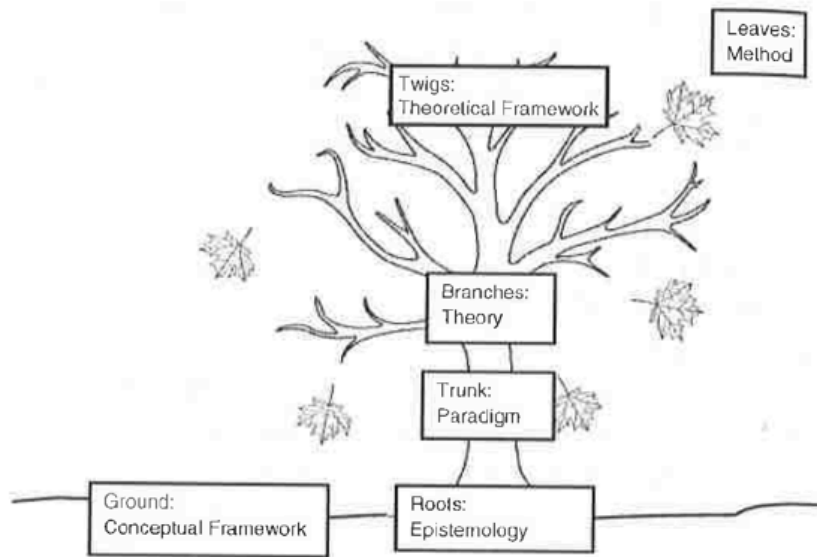 Leaves:
Method
Twigs:
Theoretical Framework
Branches:
Theory
Trunk:
Paradigm
Ground:
Conceptual Framework
Roots:
Epistemology